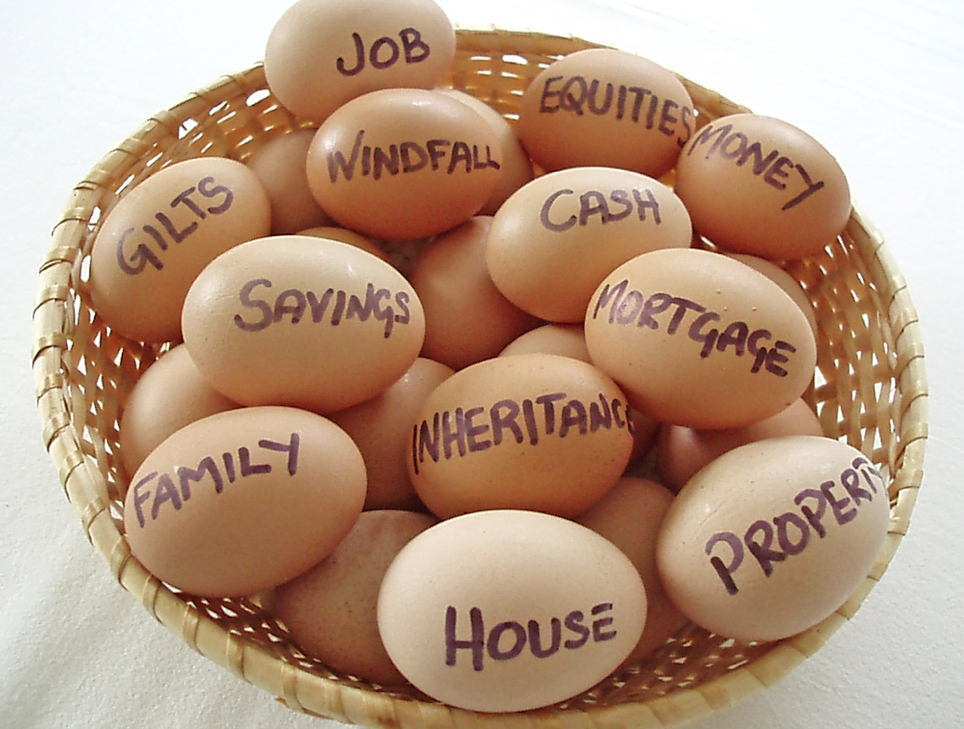 JOB
EQUITIES
MONEY
WINDFALL
GILTS
CASH
SAVINGS
MORTGAGE
INHERITANCE
FAMILY
PROPERTY
HOUSE